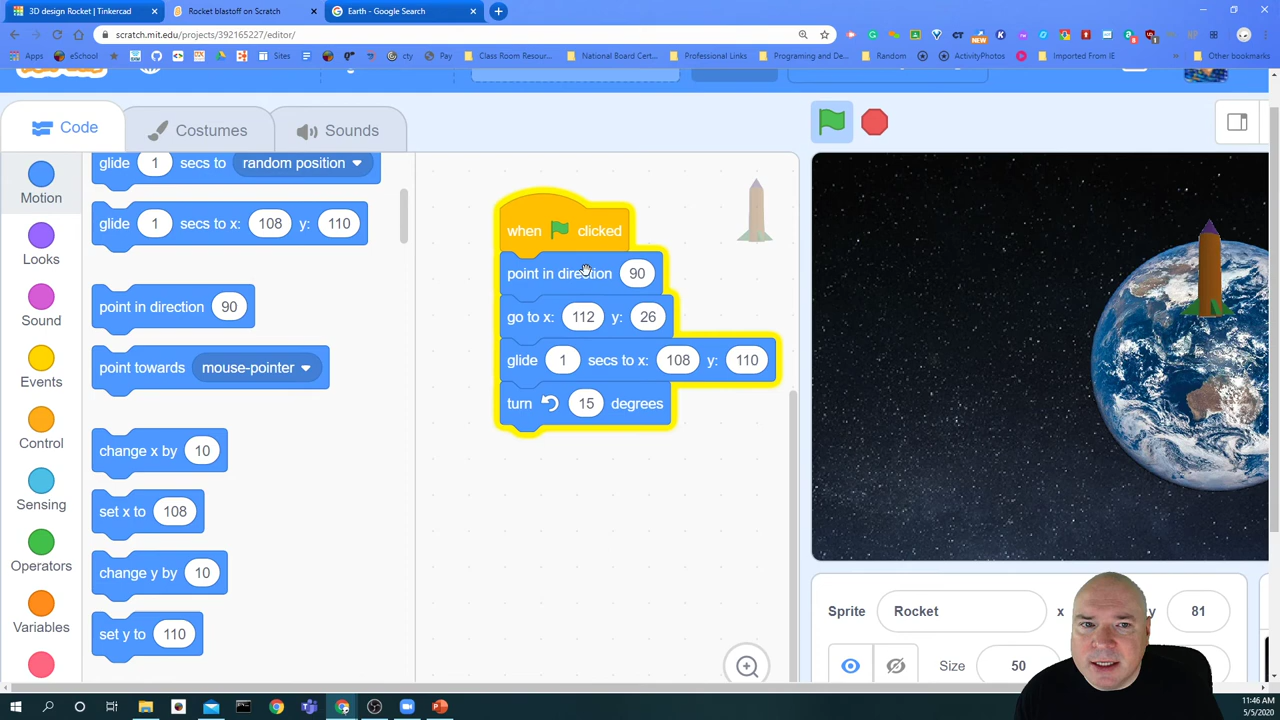 3D design Rocket | Tinkercad
Rocket blastoff on Scratch
Earth - Google Search
scratch.mit.edu/projects/392165227/editor/
Apps
eSchool
Sites
cty
Pay
Class Room Resour...
National Board Cert...
Professional Links
Programing and De...
Random
ActivityPhotos
Imported From IE
Other bookmarks
Code
Costumes
Sounds
Motion
Looks
Sound
Events
Control
Sensing
Operators
Variables
glide 1 secs to random position
glide 1 secs to x: 108 y: 110
point in direction 90
point towards mouse-pointer
change x by 10
set x to 108
change y by 10
set y to 110
when clicked
point in direction 90
go to x: 112 y: 26
glide 1 secs to x: 108 y: 110
turn 15 degrees
Sprite Rocket x y 81
Size 50
11:46 AM
5/5/2020